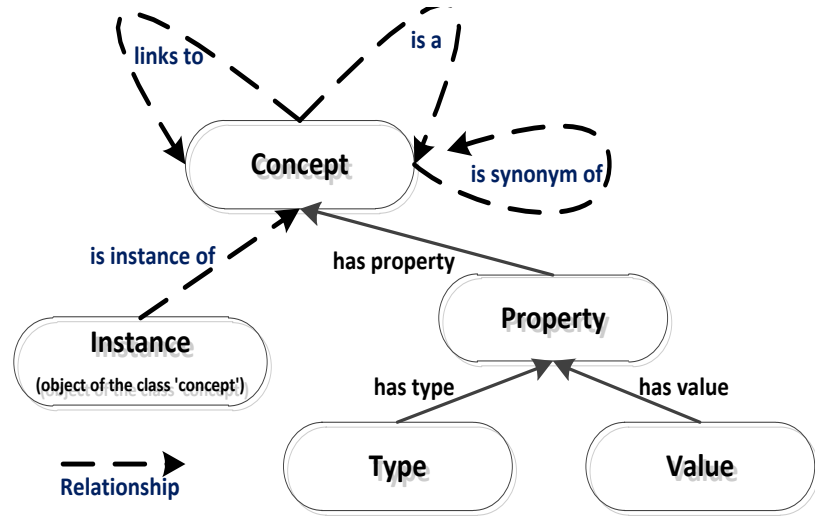 links to
is a
Concept
is synonym of
is instance of
has property
Property
Instance
(object of the class 'concept')
has type
has value
Type
Value
Relationship